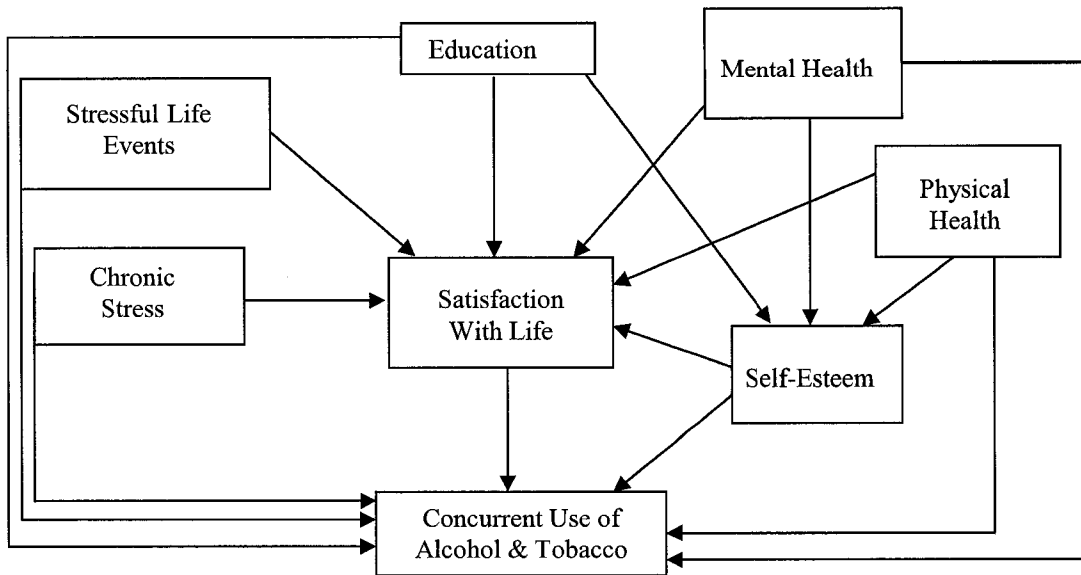 Education
Mental Health
Stressful Life
Events
Physical
Health
Chronic
Stress
Satisfaction
With Life
Self-Esteem
Concurrent Use of
Alcohol & Tobacco